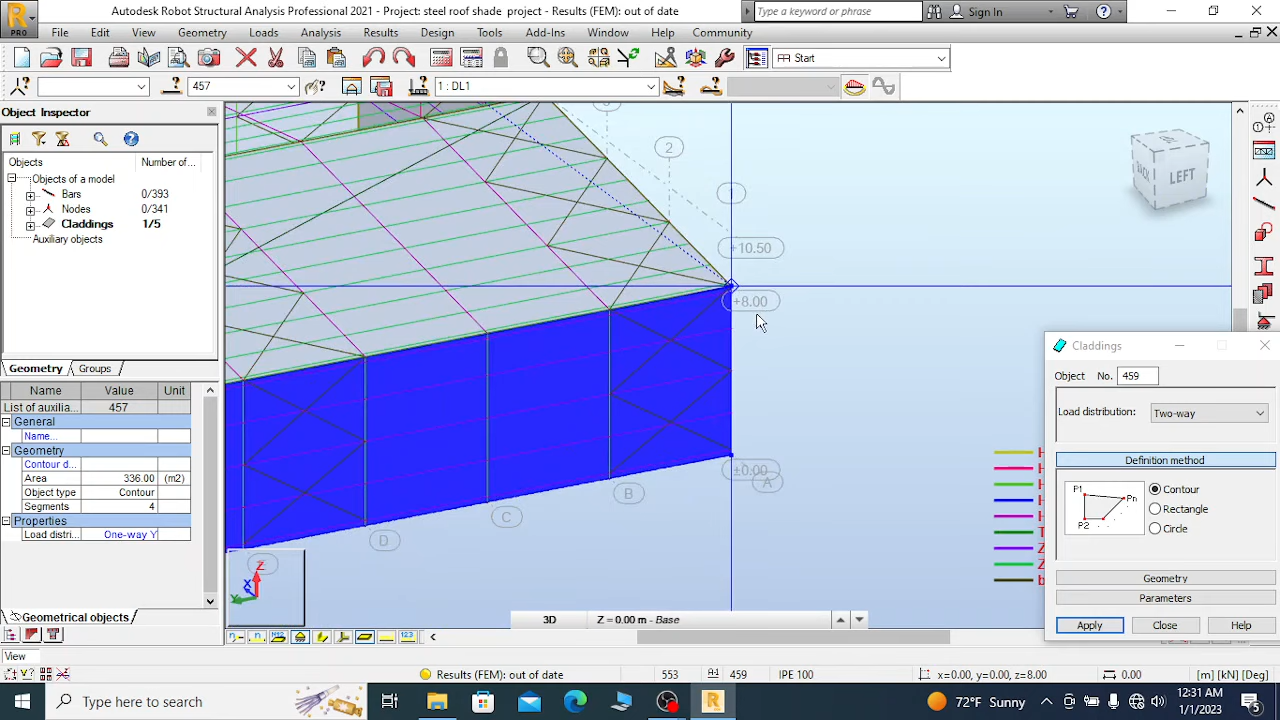 Autodesk Robot Structural Analysis Professional 2021 - Project: steel roof shade project - Results (FEM): out of date
Type a keyword or phrase
Sign In
PRO
File Edit View Geometry Loads Analysis Results Design Tools Add-Ins Window Help Community
Start
457
1 : DL1
Object Inspector
Objects Number of...
Objects of a model
Bars 0/393
Nodes 0/341
Claddings 1/5
Auxiliary objects
Geometry Groups
Name Value Unit
List of auxilia... 457
General
Name...
Geometry
Contour d...
Area 336.00 (m2)
Object type Contour
Segments 4
Properties
Load distri... One-way Y
Geometrical objects
View
3
2
1
+10.50
+8.00
±0.00
A
B
C
D
BACK
LEFT
Z
X
Y
3D Z = 0.00 m - Base
Claddings
Object No. 459
Load distribution: Two-way
Definition method
P1 Pn
P2
Contour
Rectangle
Circle
Geometry
Parameters
Apply Close Help
Results (FEM): out of date
553
459
IPE 100
x=0.00, y=0.00, z=8.00
0.00
[m] [kN] [Deg]
Type here to search
72°F Sunny
12:31 AM
1/1/2023